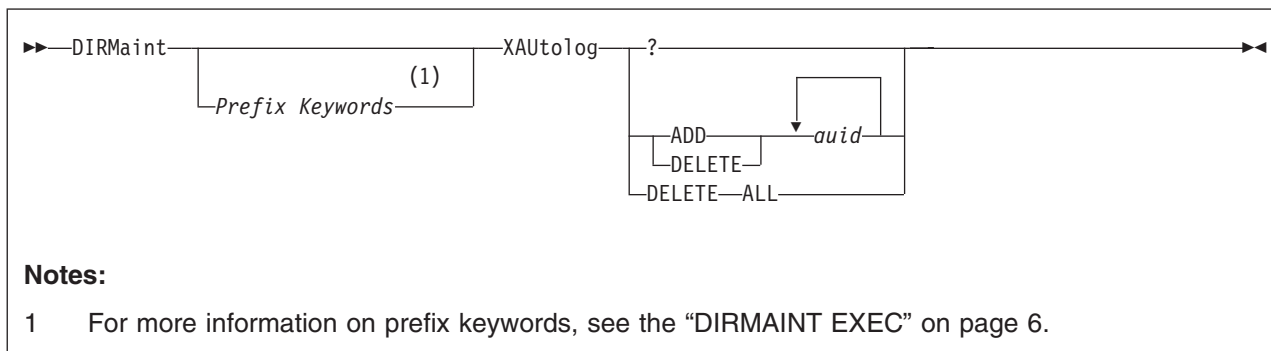 DIRMaint XAUtolog ?
(1)
Prefix Keywords
ADD auid
DELETE
DELETE ALL
Notes:
1 For more information on prefix keywords, see the “DIRMAINT EXEC” on page 6.